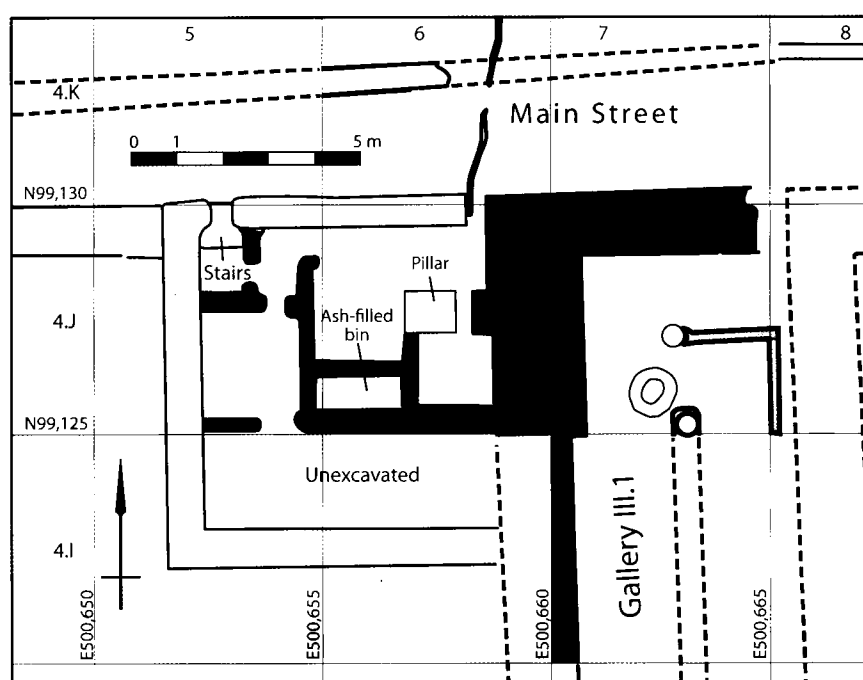 5 6 7 8
4.K
Main Street
0 1 5 m
N99,130
Stairs
Pillar
4.J
Ash-filled
bin
N99,125
Unexcavated
4.I
Gallery III.1
E500,650
E500,655
E500,660
E500,665